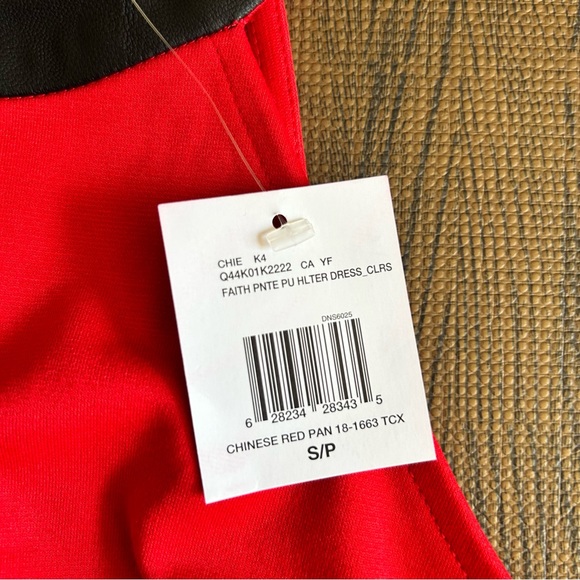 CHIE K4
Q44K01K2222 CA YF
FAITH PNTE PU HLTER DRESS_CLRS
DNS6025
6 28234 28343 5
CHINESE RED PAN 18-1663 TCX
S/P